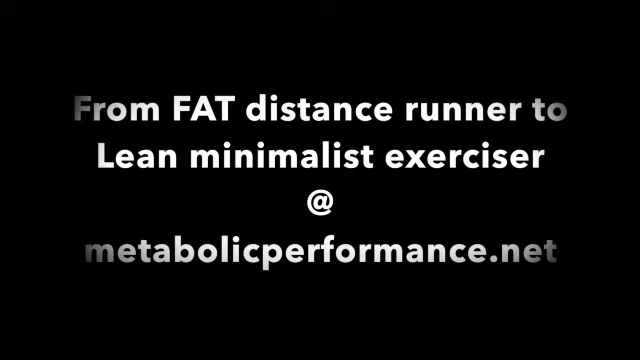 From FAT distance runner to
Lean minimalist exerciser
@
metabolicperformance.net